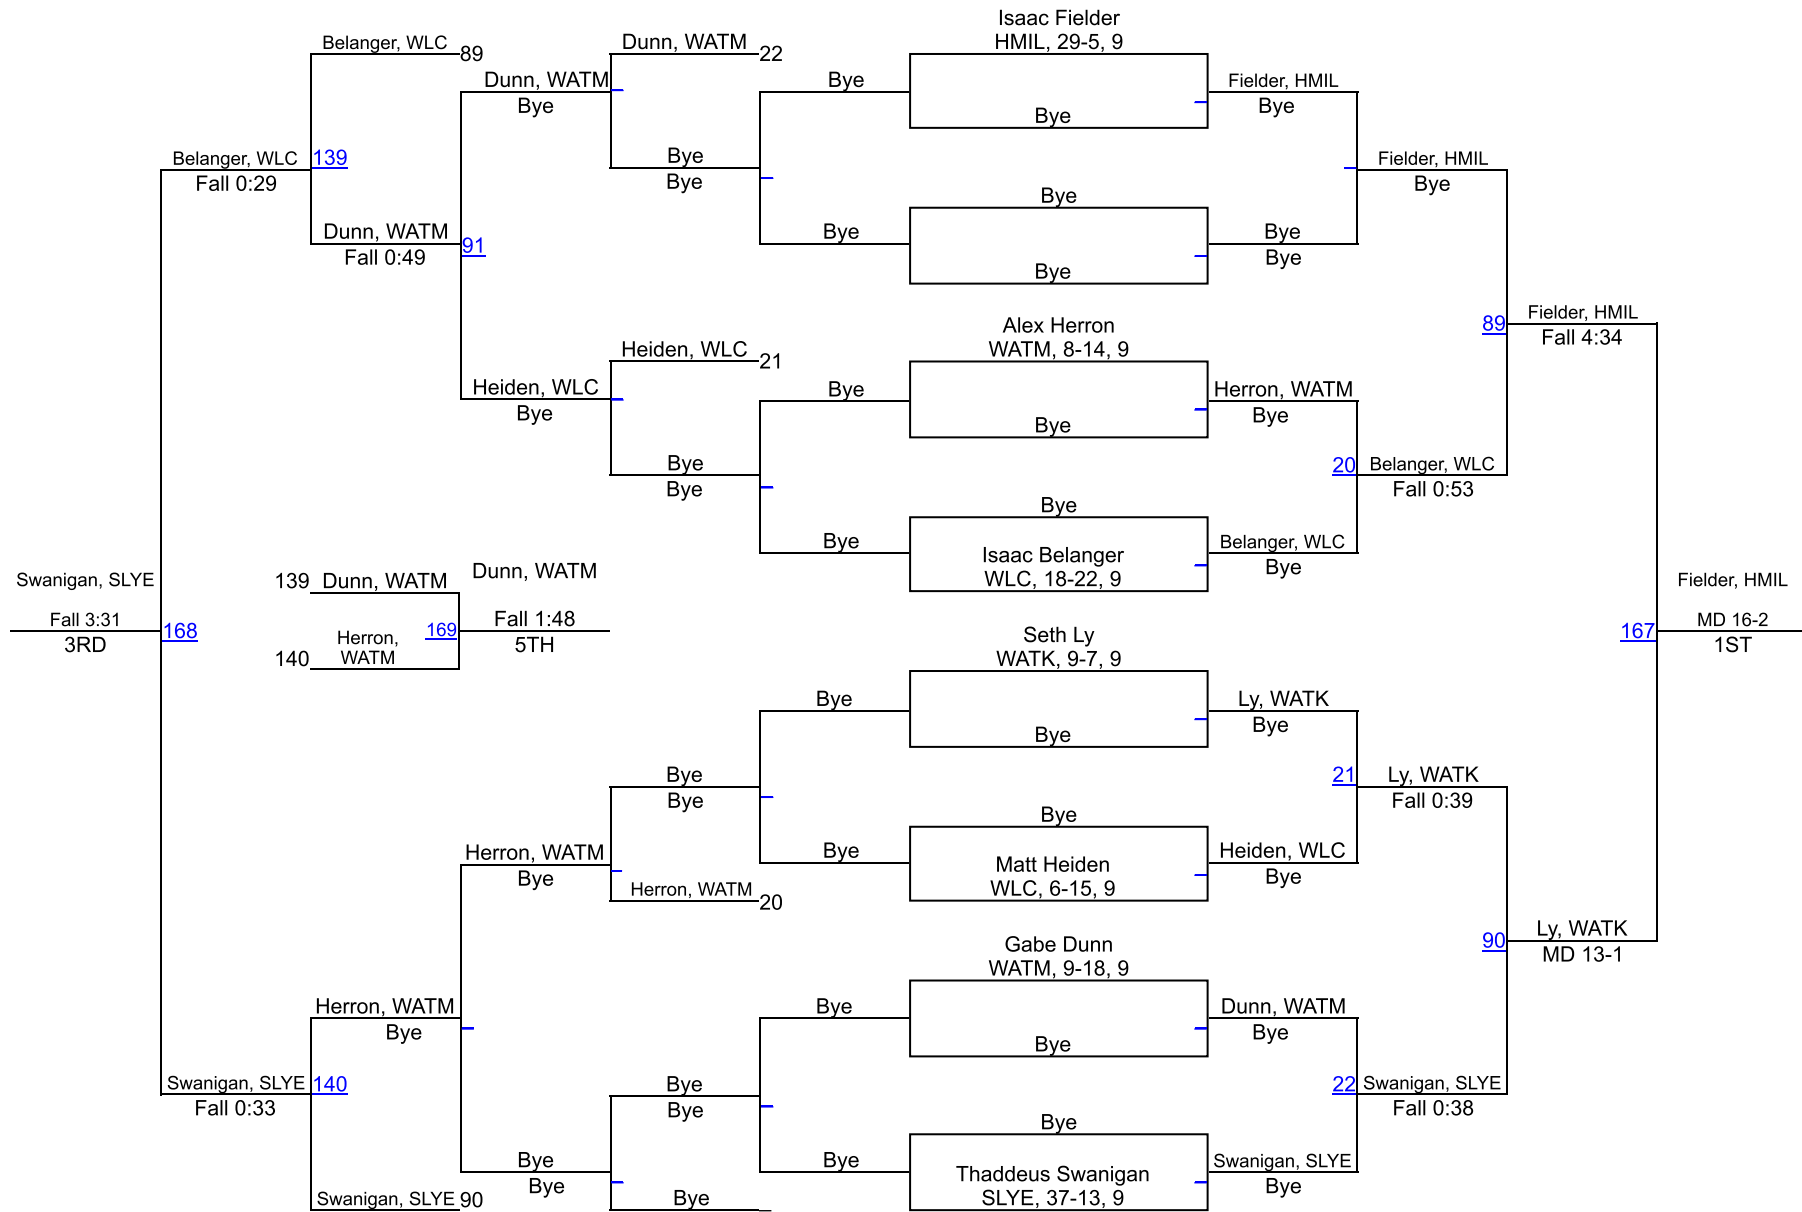 Isaac Fielder
HMIL, 29-5, 9
Belanger, WLC
89
Dunn, WATM
22
Dunn, WATM
Bye
Bye
Bye
Fielder, HMIL
Bye
Belanger, WLC
Fall 0:29
139
Bye
Bye
Fielder, HMIL
Bye
Bye
Dunn, WATM
Fall 0:49
91
Bye
Bye
Bye
Bye
Alex Herron
WATM, 8-14, 9
89
Fielder, HMIL
Fall 4:34
Heiden, WLC
21
Heiden, WLC
Bye
Bye
Bye
Herron, WATM
Bye
Bye
Bye
20
Belanger, WLC
Fall 0:53
Bye
Bye
Isaac Belanger
WLC, 18-22, 9
Belanger, WLC
Bye
Swanigan, SLYE
Fall 3:31
3RD
168
139
Dunn, WATM
Dunn, WATM
Herron,
WATM
140
169
Fall 1:48
5TH
Fielder, HMIL
167
MD 16-2
1ST
Seth Ly
WATK, 9-7, 9
Bye
Bye
Ly, WATK
Bye
Bye
Bye
21
Ly, WATK
Fall 0:39
Herron, WATM
Bye
Bye
Bye
Matt Heiden
WLC, 6-15, 9
Heiden, WLC
Bye
Herron, WATM
20
90
Ly, WATK
MD 13-1
Gabe Dunn
WATM, 9-18, 9
Herron, WATM
Bye
Bye
Bye
Dunn, WATM
Bye
Swanigan, SLYE
Fall 0:33
140
Bye
Bye
22
Swanigan, SLYE
Fall 0:38
Bye
Bye
Bye
Bye
Thaddeus Swanigan
SLYE, 37-13, 9
Swanigan, SLYE
Bye
Swanigan, SLYE
90
Bye